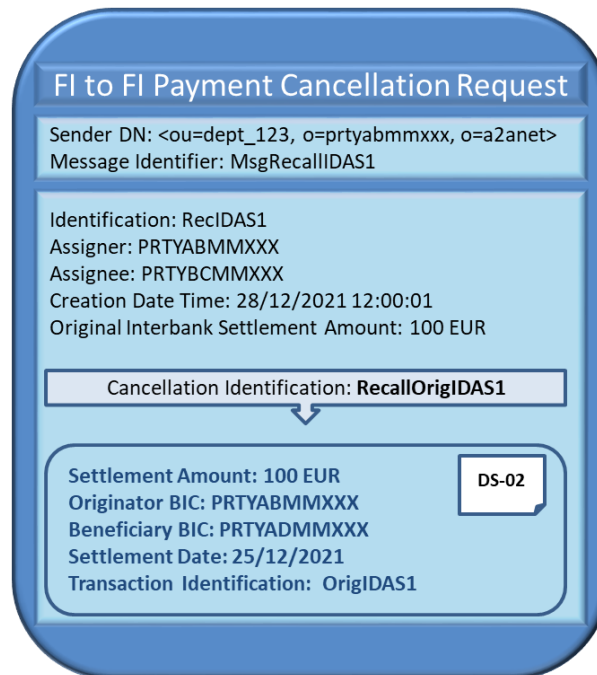 FI to FI Payment Cancellation Request
Sender DN: <ou=dept_123, o=prtyabmmxxx, o=a2anet>
Message Identifier: MsgRecallIDAS1
Identification: RecIDAS1
Assigner: PRTYABMMXXX
Assignee: PRTYBCMMXXX
Creation Date Time: 28/12/2021 12:00:01
Original Interbank Settlement Amount: 100 EUR
Cancellation Identification: RecallOrigIDAS1
Settlement Amount: 100 EUR
DS-02
Originator BIC: PRTYABMMXXX
Beneficiary BIC: PRTYADMMXXX
Settlement Date: 25/12/2021
Transaction Identification: OrigIDAS1